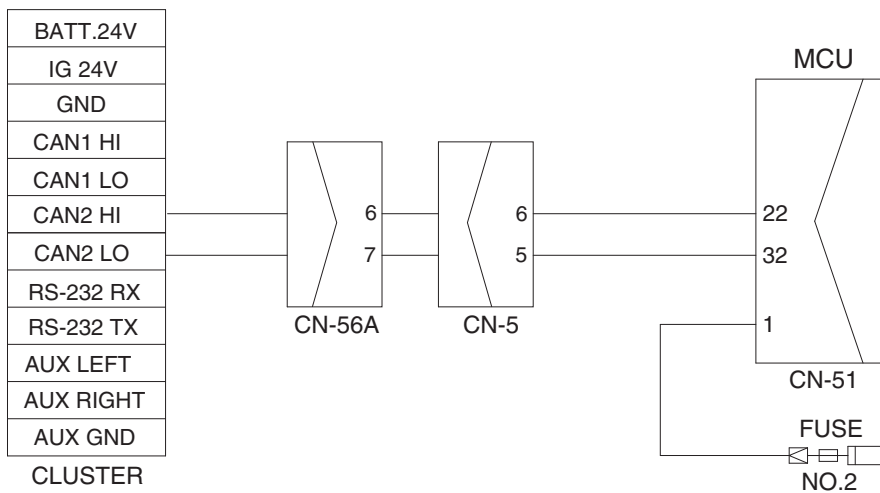 BATT.24V
IG 24V
GND
CAN1 HI
CAN1 LO
CAN2 HI
CAN2 LO
RS-232 RX
RS-232 TX
AUX LEFT
AUX RIGHT
AUX GND
CLUSTER
6
7
CN-56A
6
5
CN-5
MCU
22
32
1
CN-51
FUSE
NO.2